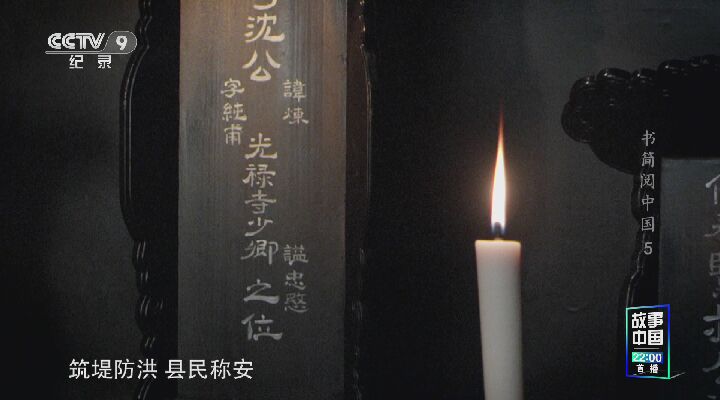 CCTV 9
纪录
沈公
諱煉
字純甫
光禄寺少卿
謚忠愍
之位
书简阅中国 5
故事
中国
22:00
首播
筑堤防洪 县民称安